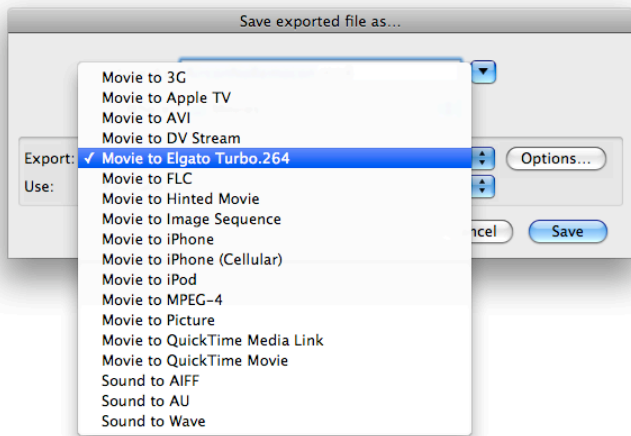 Save exported file as...
Movie to 3G
Movie to Apple TV
Movie to AVI
Movie to DV Stream
Export: ✓ Movie to Elgato Turbo.264 Options...
Movie to FLC
Use:
Movie to Hinted Movie
Movie to Image Sequence
Movie to iPhone
ncel Save
Movie to iPhone (Cellular)
Movie to iPod
Movie to MPEG-4
Movie to Picture
Movie to QuickTime Media Link
Movie to QuickTime Movie
Sound to AIFF
Sound to AU
Sound to Wave